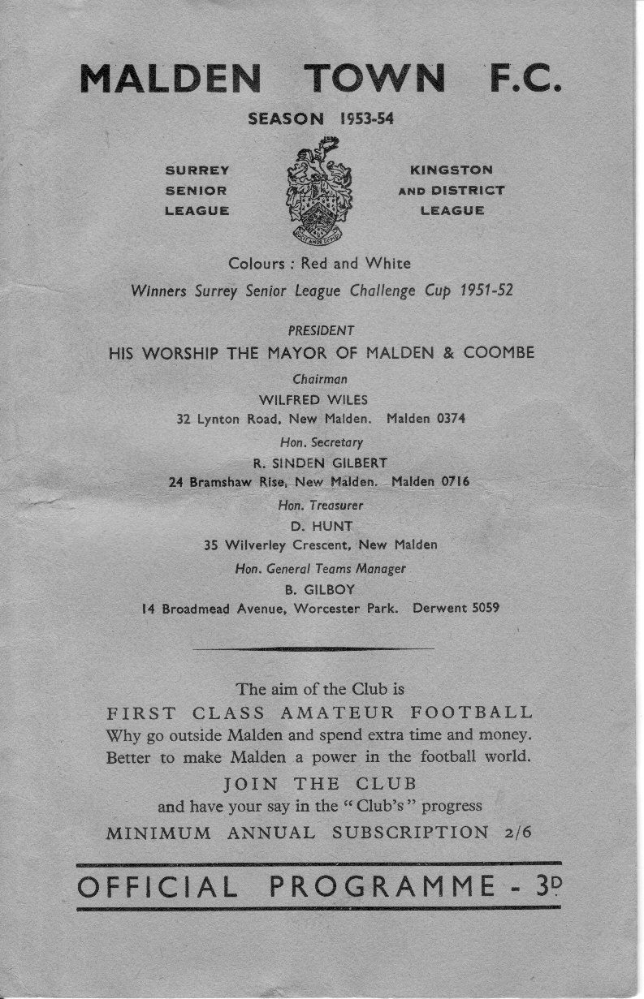 MALDEN TOWN F.C.
SEASON 1953-54
SURREY
SENIOR
LEAGUE
KINGSTON
AND DISTRICT
LEAGUE
Colours : Red and White
Winners Surrey Senior League Challenge Cup 1951-52
PRESIDENT
HIS WORSHIP THE MAYOR OF MALDEN & COOMBE
Chairman
WILFRED WILES
32 Lynton Road, New Malden. Malden 0374
Hon. Secretary
R. SINDEN GILBERT
24 Bramshaw Rise, New Malden. Malden 0716
Hon. Treasurer
D. HUNT
35 Wilverley Crescent, New Malden
Hon. General Teams Manager
B. GILBOY
14 Broadmead Avenue, Worcester Park. Derwent 5059
The aim of the Club is
FIRST CLASS AMATEUR FOOTBALL
Why go outside Malden and spend extra time and money.
Better to make Malden a power in the football world.
JOIN THE CLUB
and have your say in the “ Club’s ” progress
MINIMUM ANNUAL SUBSCRIPTION 2/6
OFFICIAL PROGRAMME - 3D.